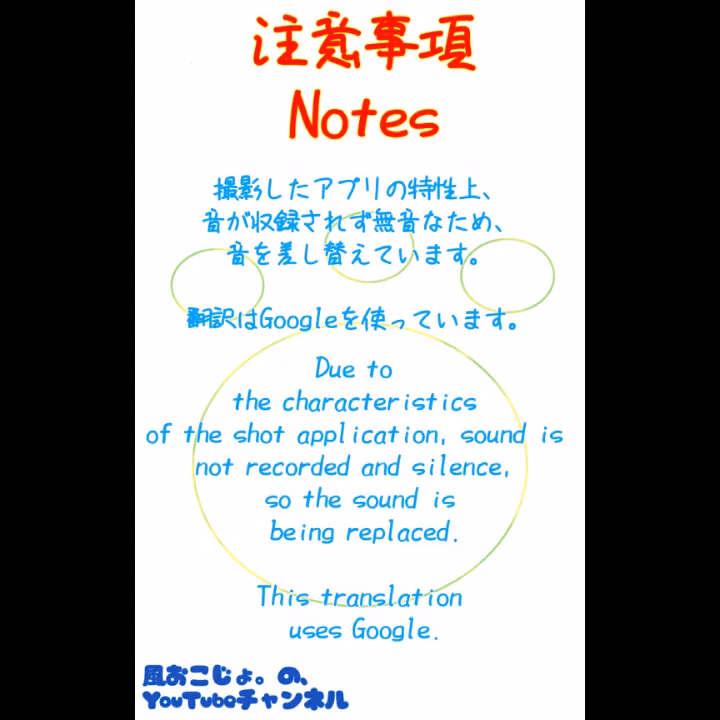 注意事項
Notes
撮影したアプリの特性上、
音が収録されず無音なため、
音を差し替えています。
翻訳はGoogleを使っています。
Due to
the characteristics
of the shot application, sound is
not recorded and silence,
so the sound is
being replaced.
This translation
uses Google.
風おこじょ。の、
YouTubeチャンネル